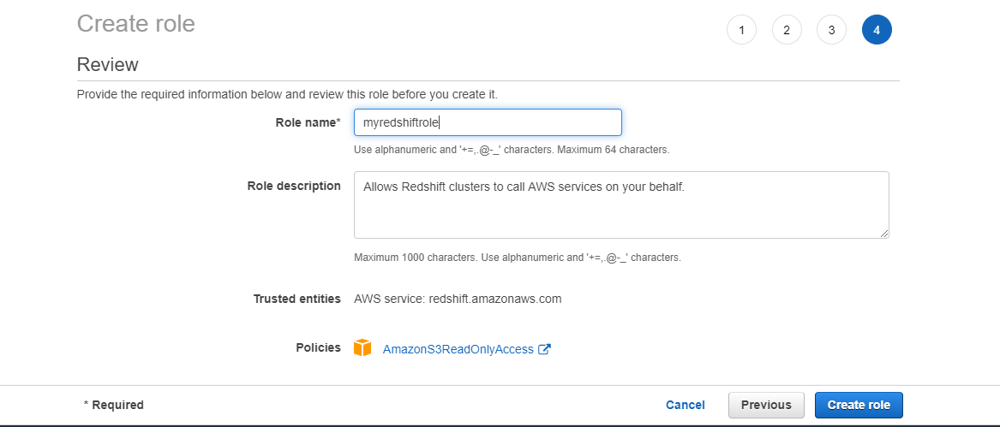 Create role
1 2 3 4
Review
Provide the required information below and review this role before you create it.
Role name* myredshiftrole
Use alphanumeric and '+=,.@-_' characters. Maximum 64 characters.
Role description Allows Redshift clusters to call AWS services on your behalf.
Maximum 1000 characters. Use alphanumeric and '+=,.@-_' characters.
Trusted entities AWS service: redshift.amazonaws.com
Policies AmazonS3ReadOnlyAccess
* Required Cancel Previous Create role